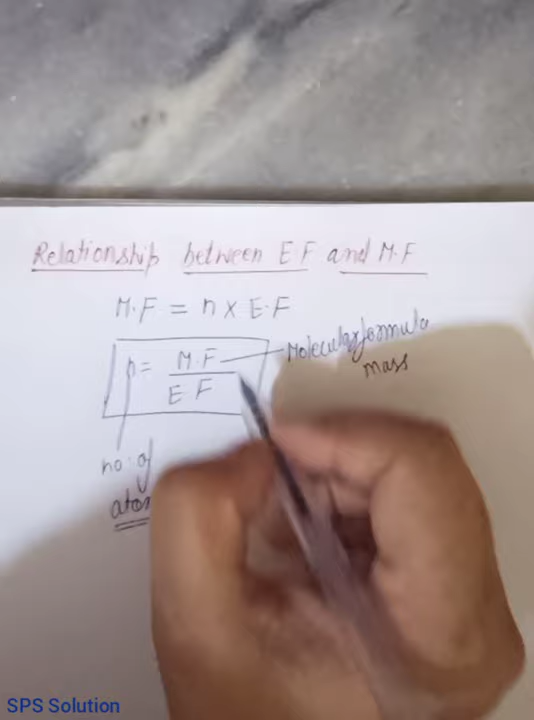 Relationship between E.F and M.F
M.F = n x E.F
n = M.F / E.F
Molecular formula
mass
no. of
SPS Solution